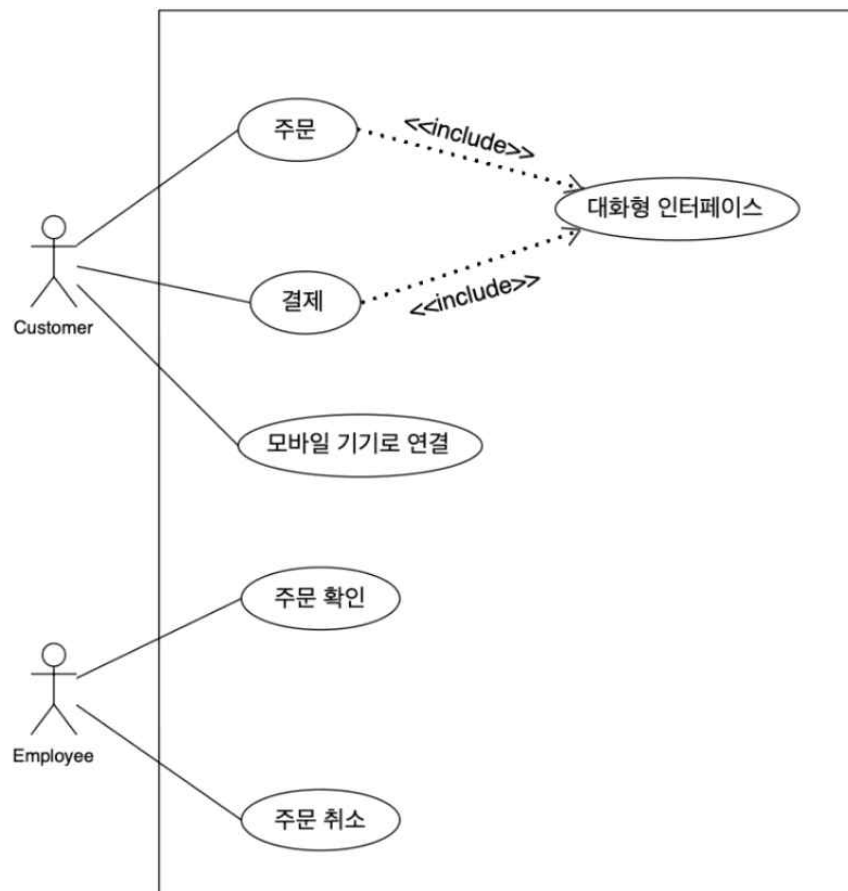 주문
<<include>>
대화형 인터페이스
결제
<<include>>
Customer
모바일 기기로 연결
주문 확인
Employee
주문 취소